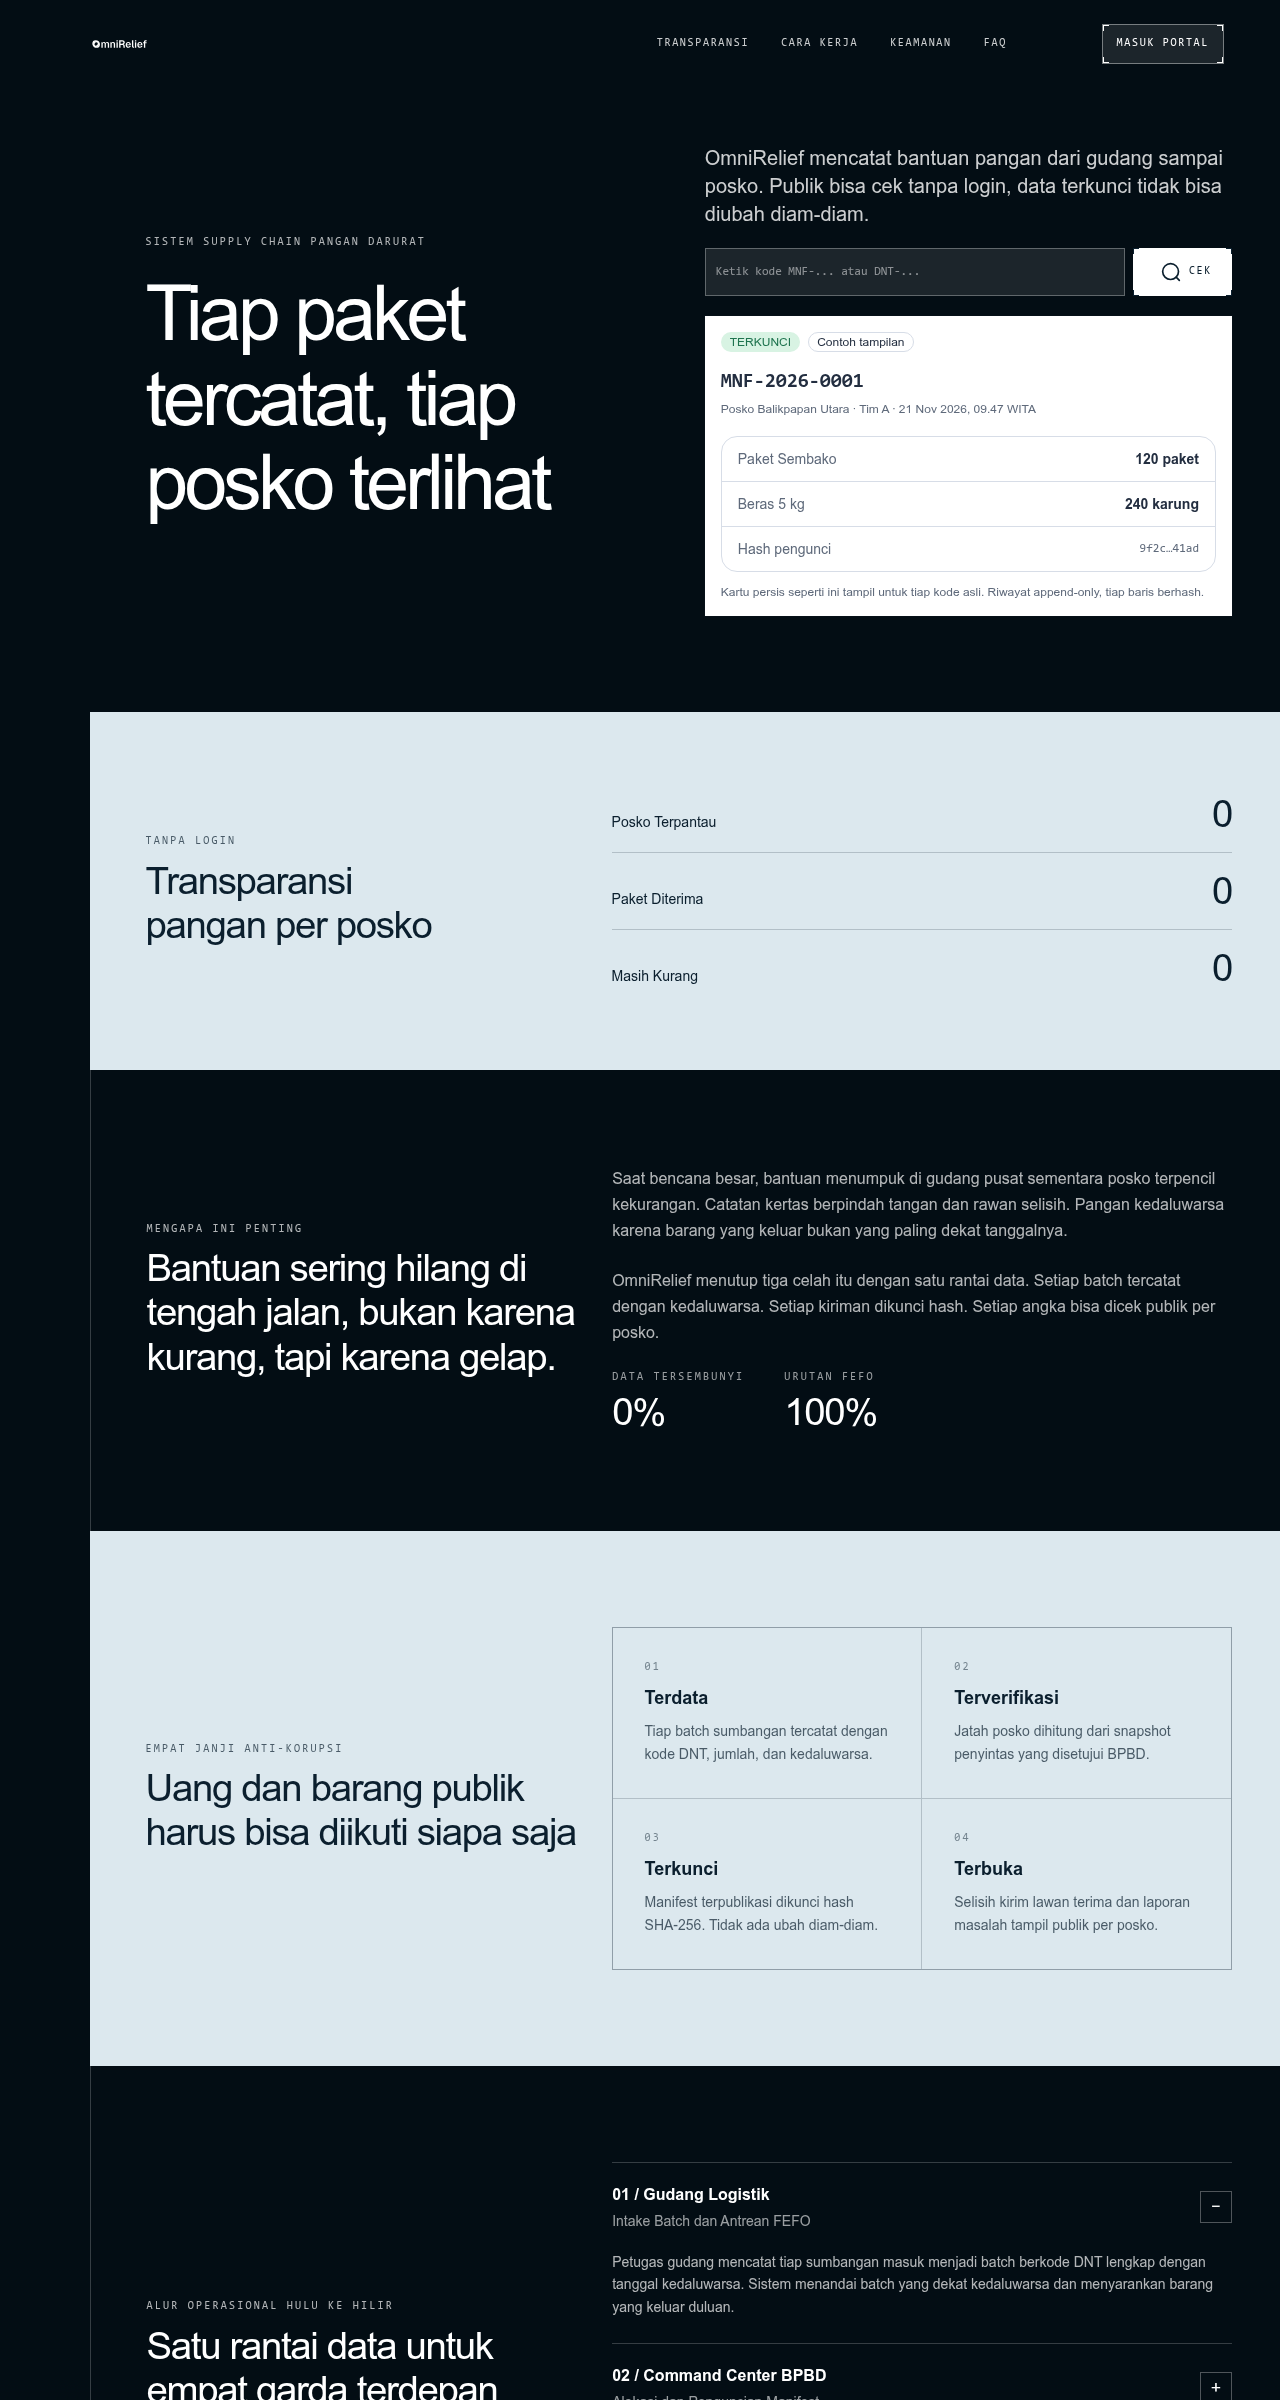 OmniRelief
TRANSPARANSI
CARA KERJA
KEAMANAN
FAQ
MASUK PORTAL
SISTEM SUPPLY CHAIN PANGAN DARURAT
Tiap paket
tercatat, tiap
posko terlihat
OmniRelief mencatat bantuan pangan dari gudang sampai
posko. Publik bisa cek tanpa login, data terkunci tidak bisa
diubah diam-diam.
Ketik kode MNF-... atau DNT-...
CEK
TERKUNCI
Contoh tampilan
MNF-2026-0001
Posko Balikpapan Utara · Tim A · 21 Nov 2026, 09.47 WITA
Paket Sembako
120 paket
Beras 5 kg
240 karung
Hash pengunci
9f2c…41ad
Kartu persis seperti ini tampil untuk tiap kode asli. Riwayat append-only, tiap baris berhash.
TANPA LOGIN
Transparansi
pangan per posko
Posko Terpantau
0
Paket Diterima
0
Masih Kurang
0
MENGAPA INI PENTING
Bantuan sering hilang di
tengah jalan, bukan karena
kurang, tapi karena gelap.
Saat bencana besar, bantuan menumpuk di gudang pusat sementara posko terpencil
kekurangan. Catatan kertas berpindah tangan dan rawan selisih. Pangan kedaluwarsa
karena barang yang keluar bukan yang paling dekat tanggalnya.
OmniRelief menutup tiga celah itu dengan satu rantai data. Setiap batch tercatat
dengan kedaluwarsa. Setiap kiriman dikunci hash. Setiap angka bisa dicek publik per
posko.
DATA TERSEMBUNYI
0%
URUTAN FEFO
100%
EMPAT JANJI ANTI-KORUPSI
Uang dan barang publik
harus bisa diikuti siapa saja
01
Terdata
Tiap batch sumbangan tercatat dengan
kode DNT, jumlah, dan kedaluwarsa.
02
Terverifikasi
Jatah posko dihitung dari snapshot
penyintas yang disetujui BPBD.
03
Terkunci
Manifest terpublikasi dikunci hash
SHA-256. Tidak ada ubah diam-diam.
04
Terbuka
Selisih kirim lawan terima dan laporan
masalah tampil publik per posko.
ALUR OPERASIONAL HULU KE HILIR
Satu rantai data untuk
empat garda terdepan
01 / Gudang Logistik
Intake Batch dan Antrean FEFO
−
Petugas gudang mencatat tiap sumbangan masuk menjadi batch berkode DNT lengkap dengan
tanggal kedaluwarsa. Sistem menandai batch yang dekat kedaluwarsa dan menyarankan barang
yang keluar duluan.
02 / Command Center BPBD
+
Alokasi dan Penguncian Manifest